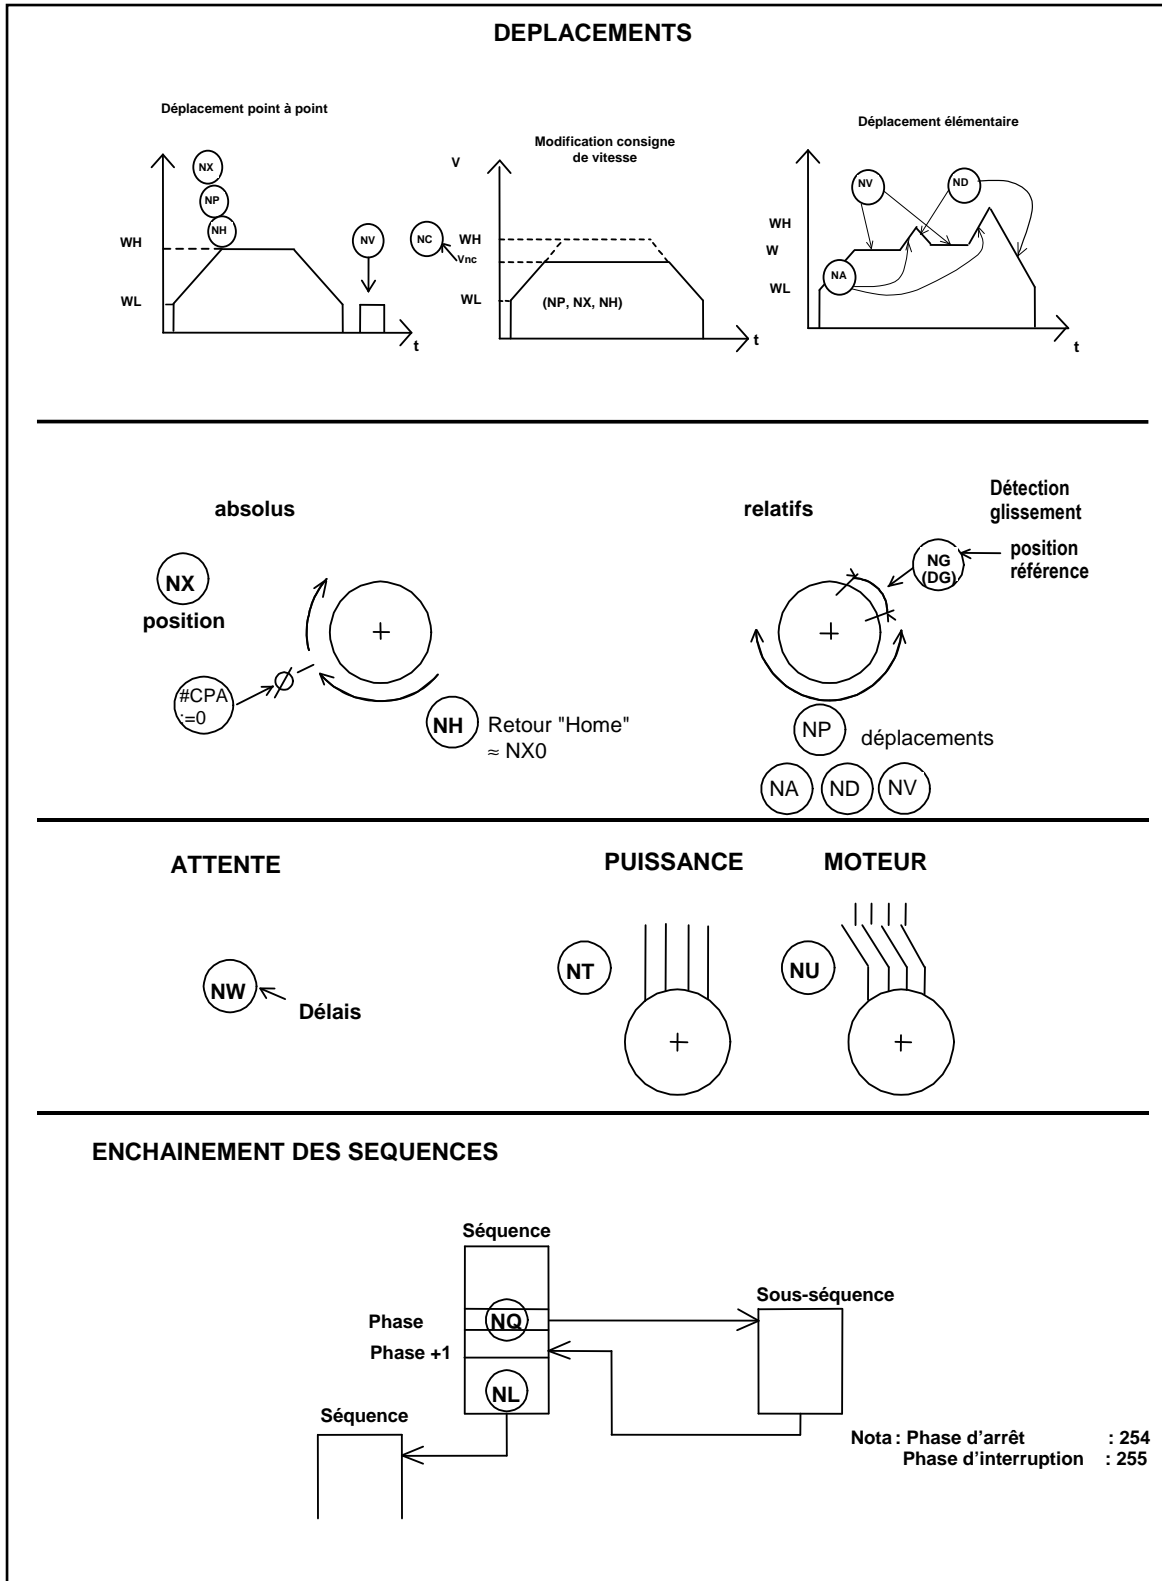 DEPLACEMENTS
Déplacement point à point
NX
NP
NH
WH
WL
NV
t
Modification consigne
de vitesse
V
NC
WH
Vnc
WL
(NP, NX, NH)
t
Déplacement élémentaire
NV
ND
WH
W
WL
NA
t
absolus
NX
position
#CPA
:=0
NH
Retour "Home"
≈ NX0
relatifs
Détection
glissement
NG
(DG)
position
référence
NP
déplacements
NA
ND
NV
ATTENTE
NW
Délais
PUISSANCE
NT
MOTEUR
NU
ENCHAINEMENT DES SEQUENCES
Séquence
Phase
NQ
Phase +1
NL
Sous-séquence
Séquence
Nota : Phase d'arrêt : 254
Phase d'interruption : 255